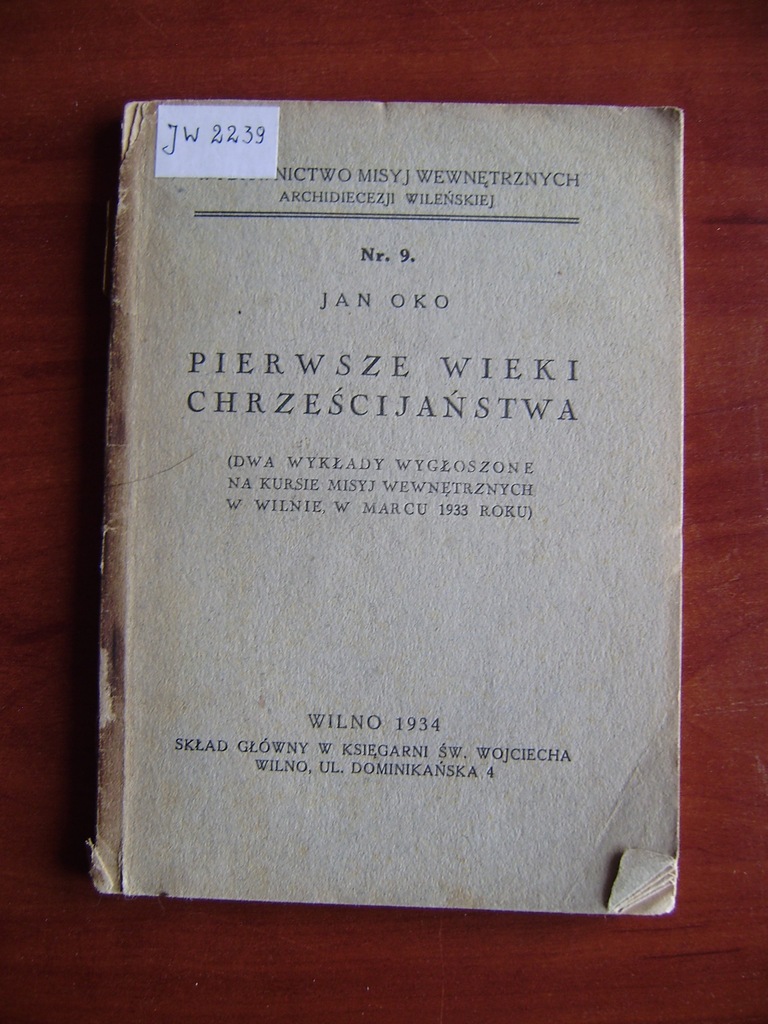 JW 2239
MISYJ WEWNĘTRZNYCH
ARCHIDIECEZJI WILEŃSKIEJ
Nr. 9.
JAN OKO
PIERWSZE WIEKI
CHRZEŚCIJAŃSTWA
(DWA WYKŁADY WYGŁOSZONE
NA KURSIE MISYJ WEWNĘTRZNYCH
W WILNIE, W MARCU 1933 ROKU)
WILNO 1934
SKŁAD GŁÓWNY W KSIĘGARNI ŚW. WOJCIECHA
WILNO, UL. DOMINIKAŃSKA 4